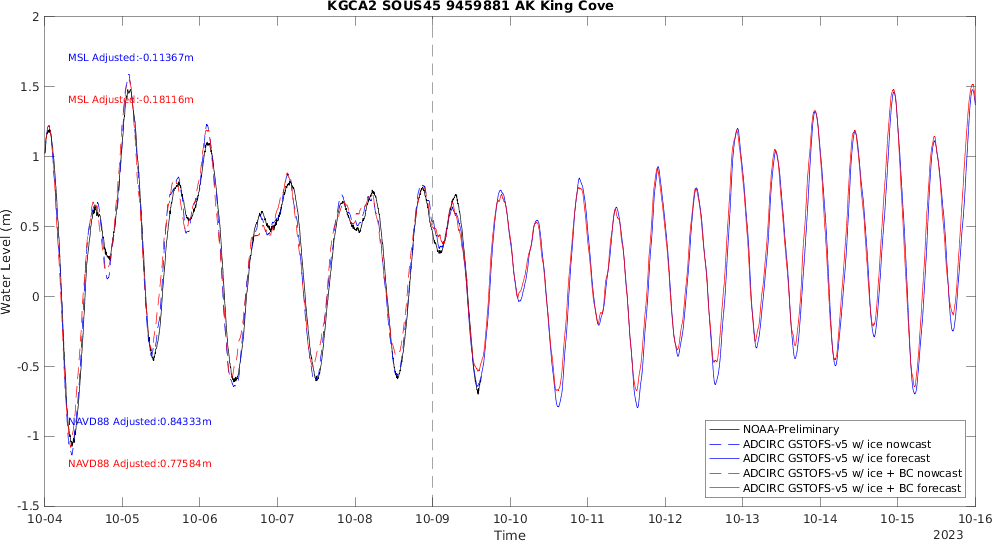 KGCA2 SOUS45 9459881 AK King Cove
2
1.5
1
0.5
0
-0.5
-1
-1.5
Water Level (m)
MSL Adjusted:-0.11367m
MSL Adjusted:-0.18116m
NAVD88 Adjusted:0.84333m
NAVD88 Adjusted:0.77584m
NOAA-Preliminary
ADCIRC GSTOFS-v5 w/ ice nowcast
ADCIRC GSTOFS-v5 w/ ice forecast
ADCIRC GSTOFS-v5 w/ ice + BC nowcast
ADCIRC GSTOFS-v5 w/ ice + BC forecast
10-04 10-05 10-06 10-07 10-08 10-09 10-10 10-11 10-12 10-13 10-14 10-15 10-16
Time
2023